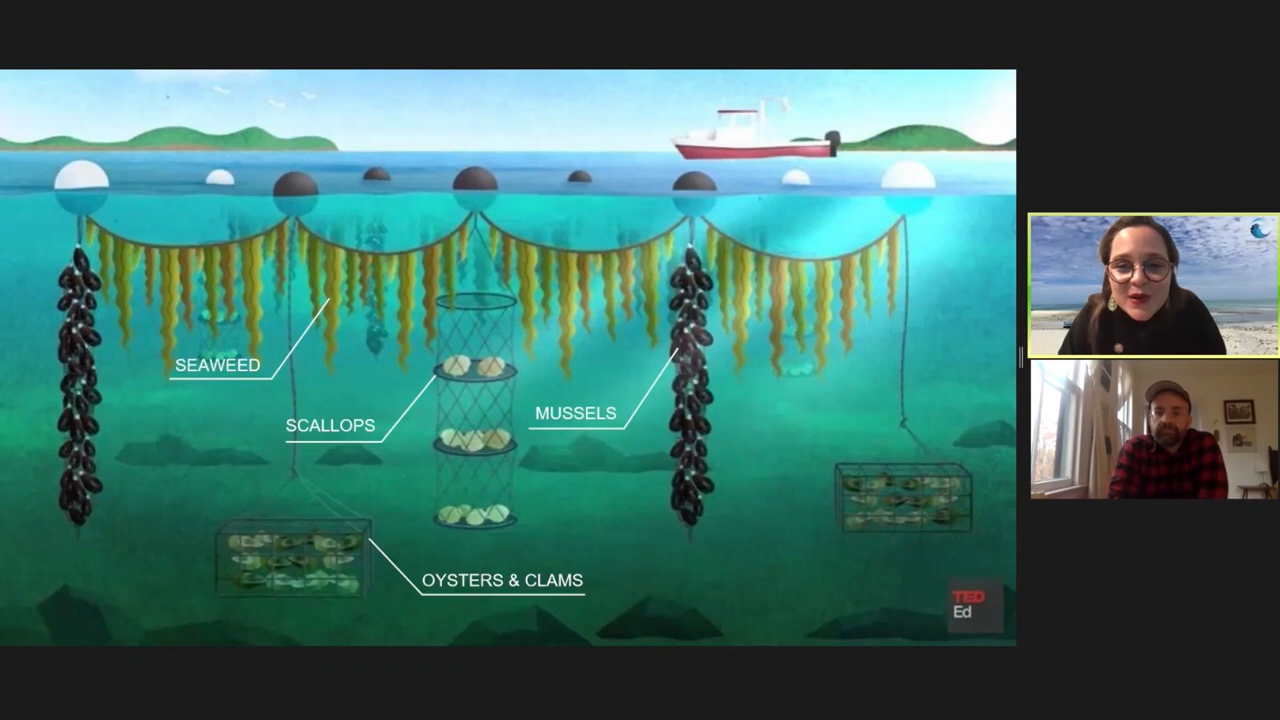 SEAWEED
SCALLOPS
MUSSELS
OYSTERS & CLAMS
TED
Ed